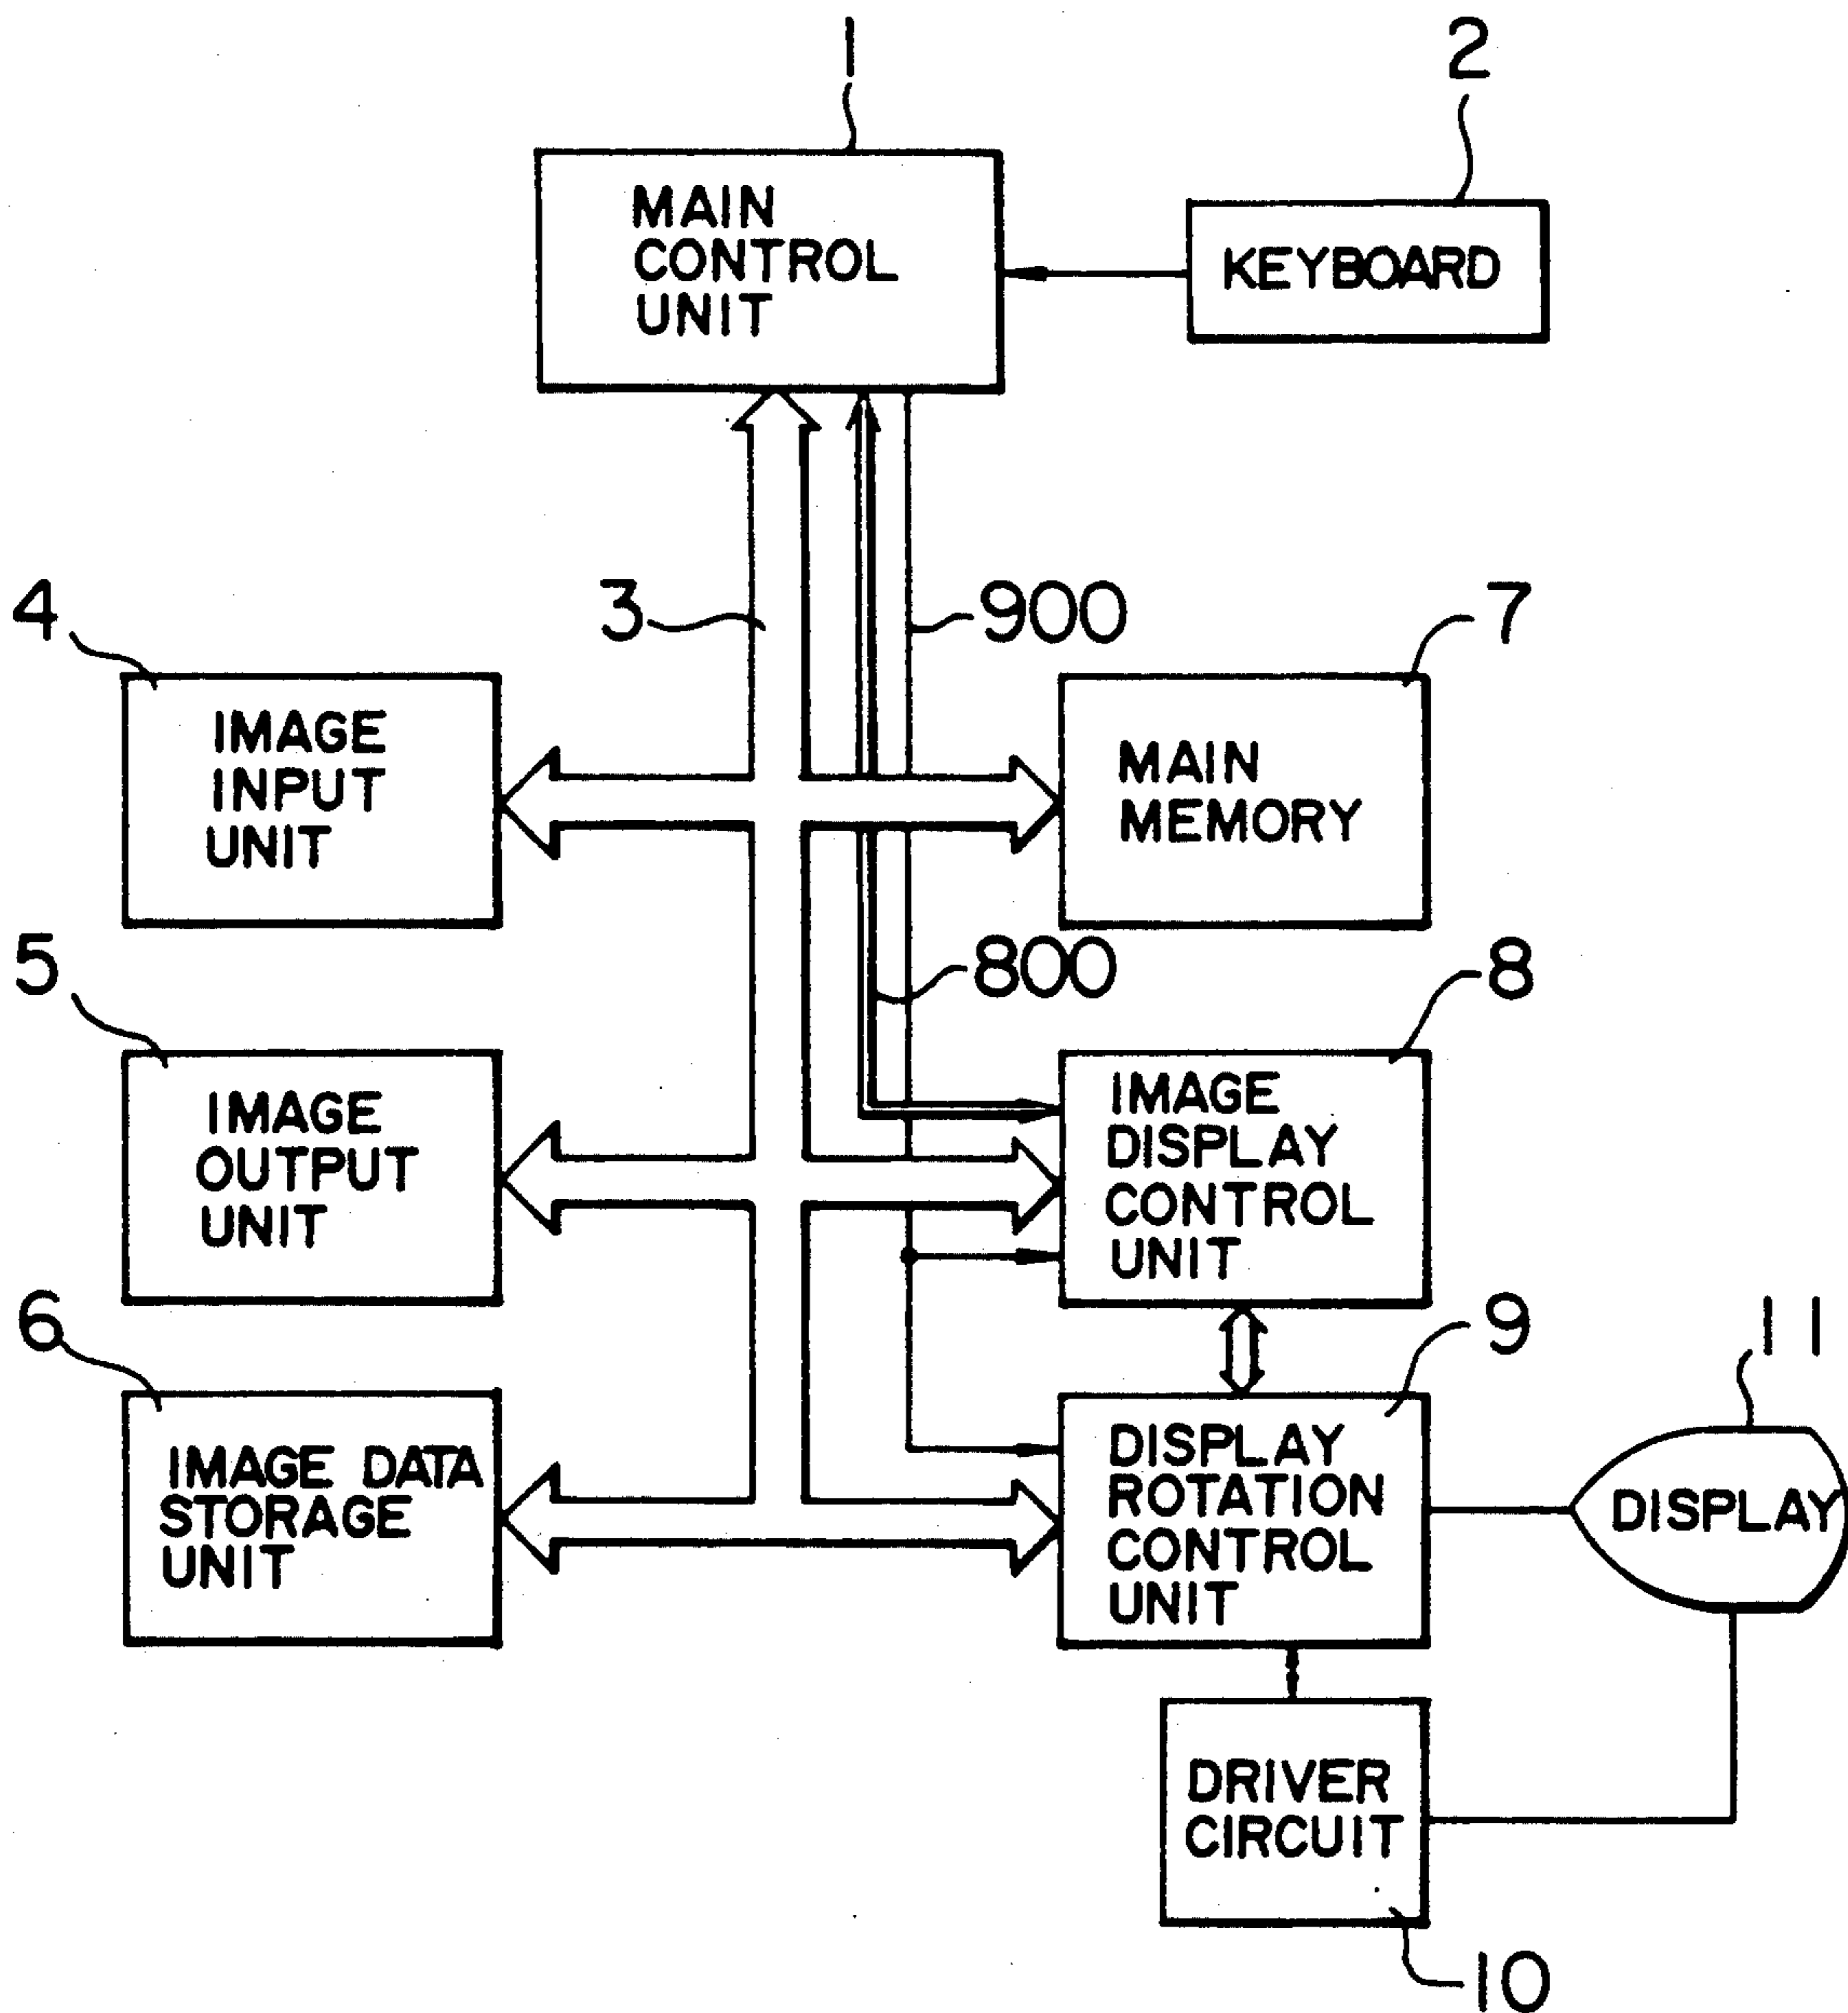 1
2
MAIN
CONTROL
UNIT
KEYBOARD
3
900
4
7
IMAGE
INPUT
UNIT
MAIN
MEMORY
5
800
8
IMAGE
OUTPUT
UNIT
IMAGE
DISPLAY
CONTROL
UNIT
6
9
11
IMAGE DATA
STORAGE
UNIT
DISPLAY
ROTATION
CONTROL
UNIT
DISPLAY
DRIVER
CIRCUIT
10